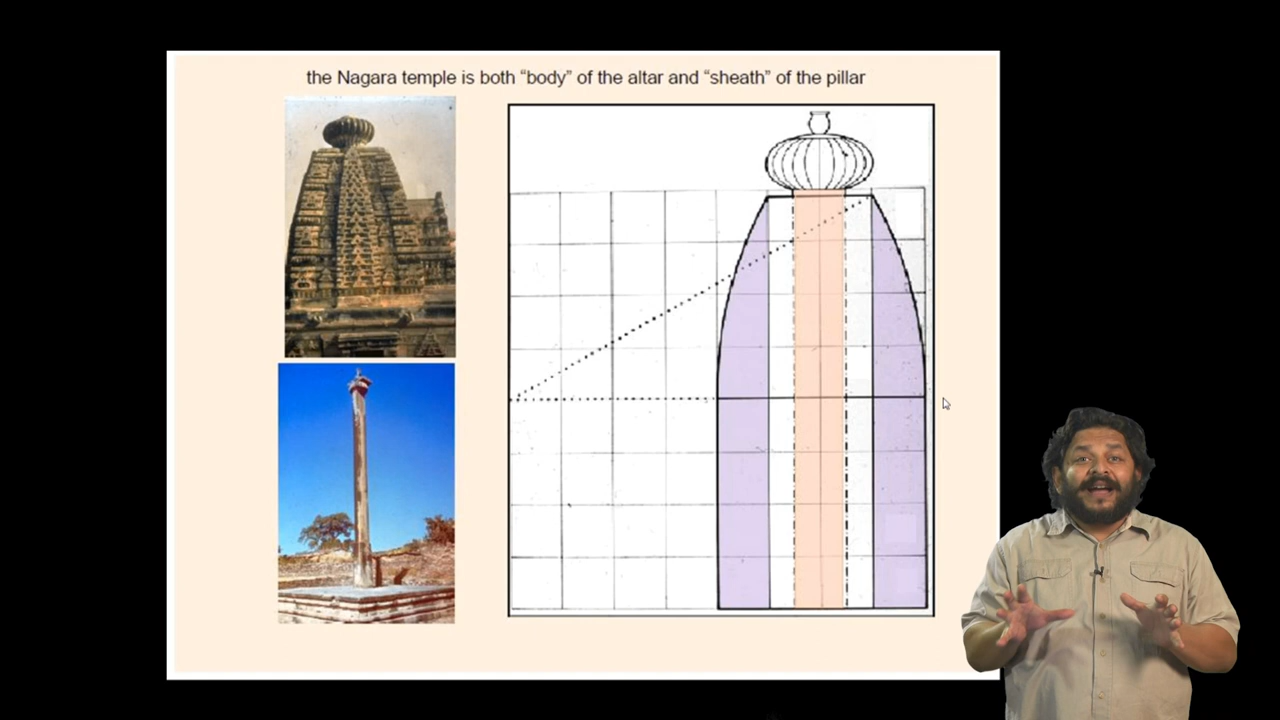 the Nagara temple is both “body” of the altar and “sheath” of the pillar